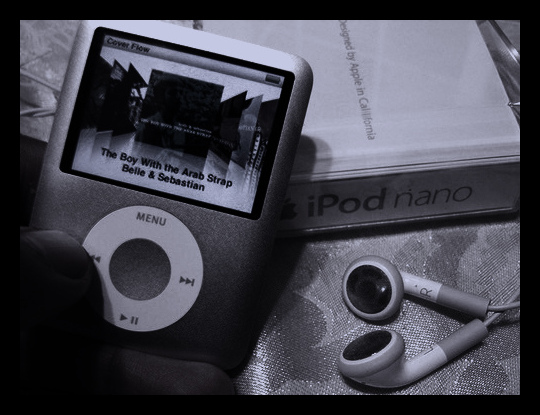 Cover Flow
The Boy With the Arab Strap
Belle & Sebastian
MENU
Designed by Apple in California
iPod nano
R